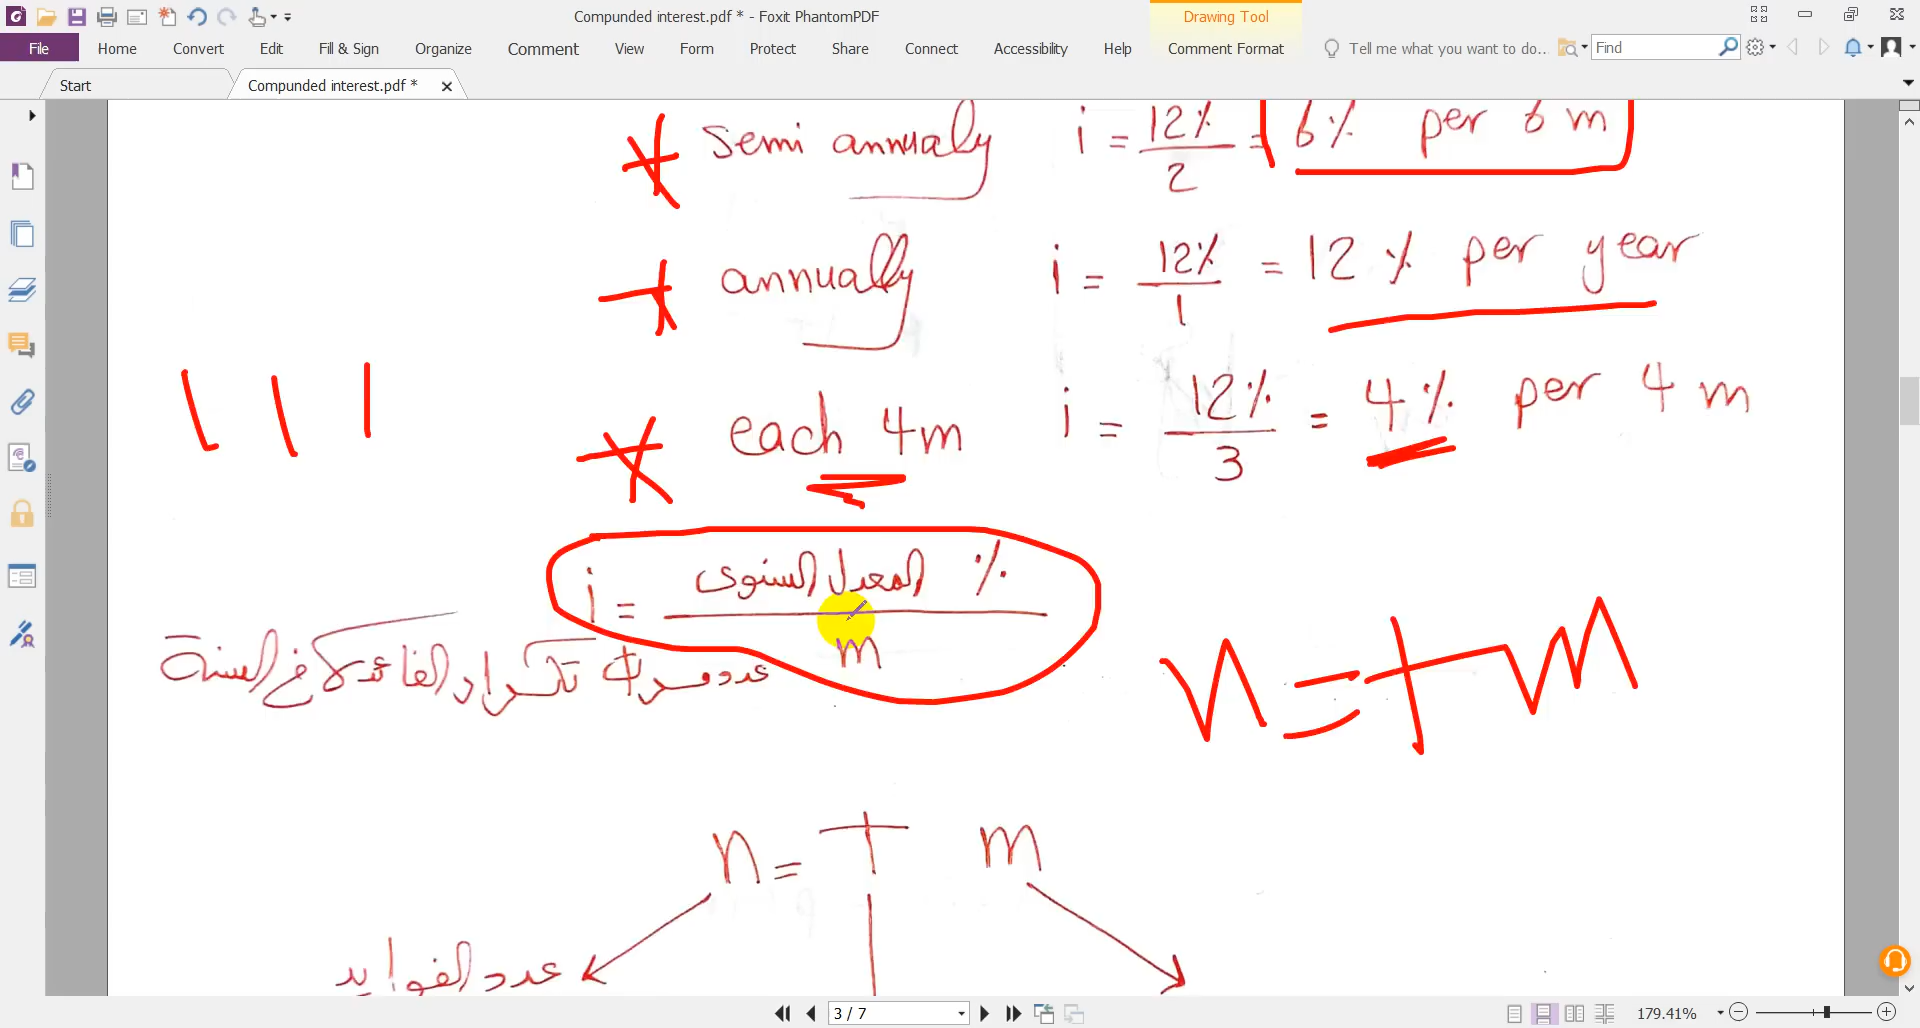 Compunded interest.pdf * - Foxit PhantomPDF
Drawing Tool
File Home Convert Edit Fill & Sign Organize Comment View Form Protect Share Connect Accessibility Help Comment Format Tell me what you want to do... Find
Start
Compunded interest.pdf *
semi annualy i = 12% / 2 = 6% per 6 m
annually i = 12% / 1 = 12 % per year
each 4m i = 12% / 3 = 4% per 4 m
i = المعدل السنوى % / m
عدد مرات تكرار الفائدة فى السنة
n = t m
n = T m
عدد الفوايد
3 / 7
179.41%